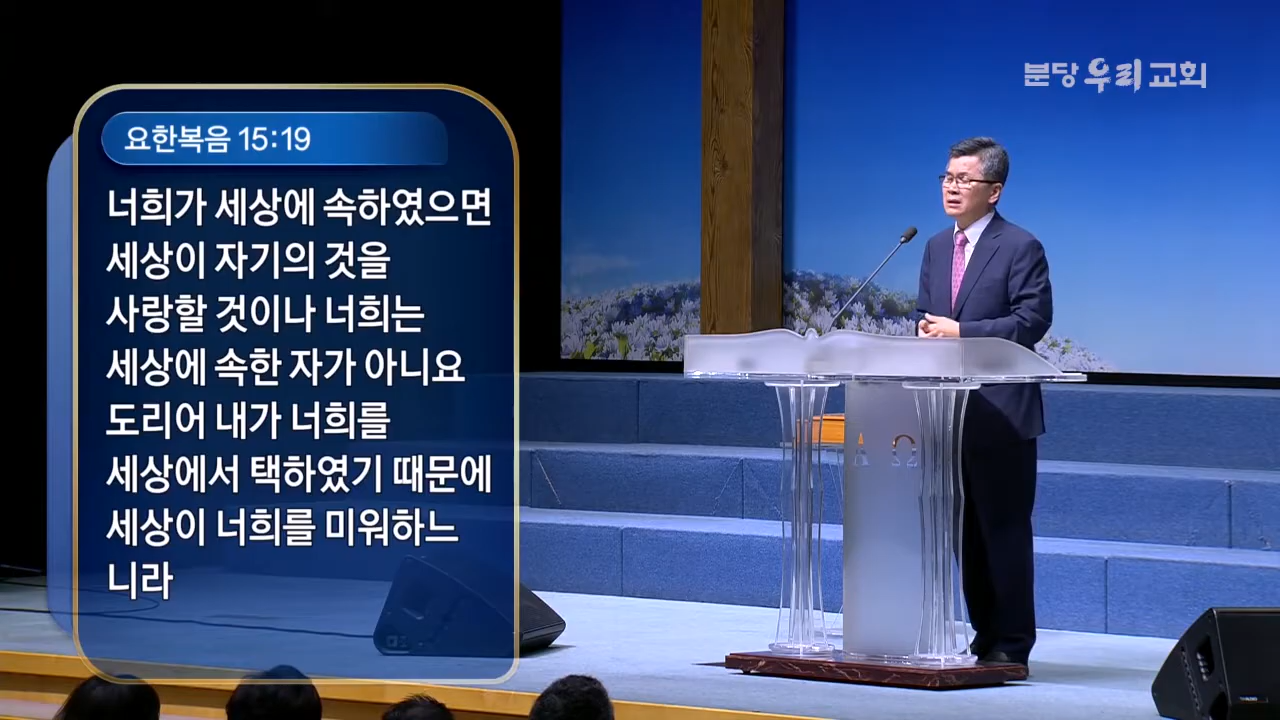 분당우리교회
요한복음 15:19
너희가 세상에 속하였으면
세상이 자기의 것을
사랑할 것이나 너희는
세상에 속한 자가 아니요
도리어 내가 너희를
세상에서 택하였기 때문에
세상이 너희를 미워하느
니라
Α Ω